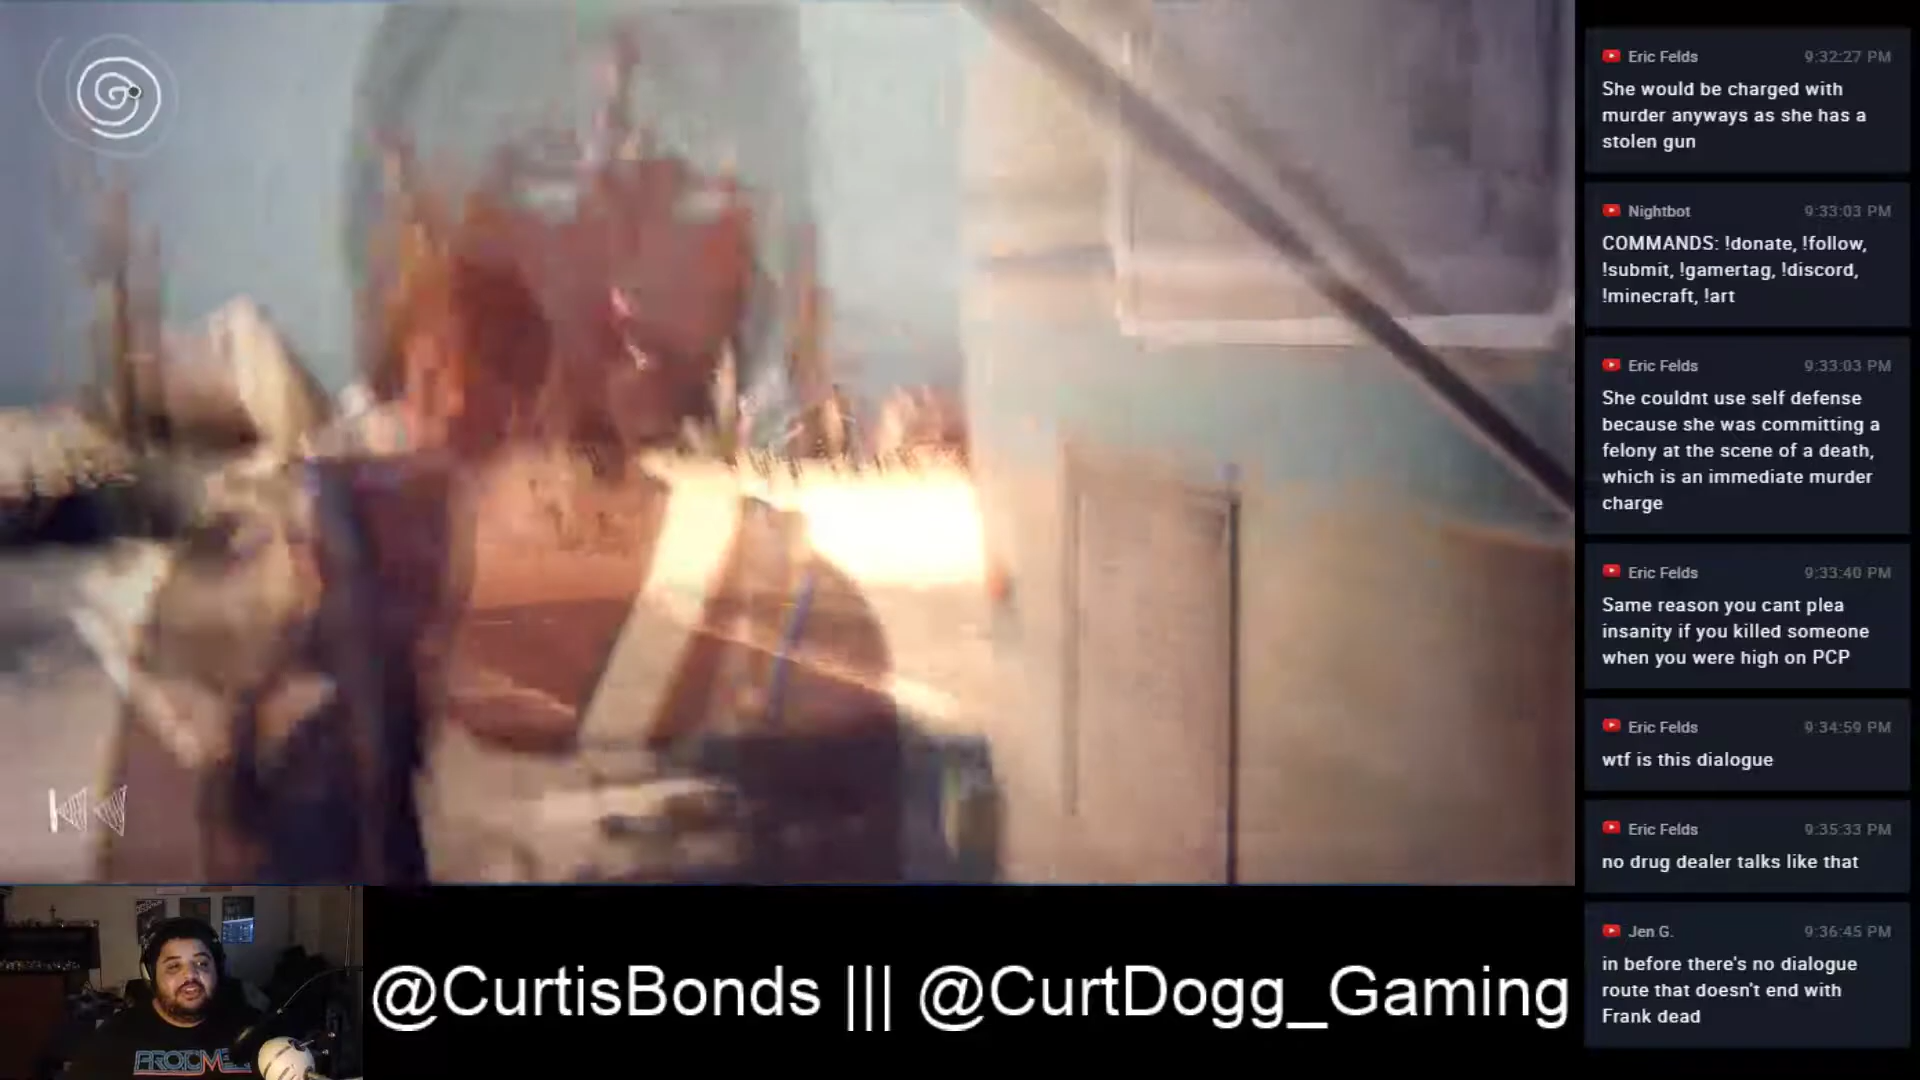 Eric Felds 9:32:27 PM
She would be charged with
murder anyways as she has a
stolen gun
Nightbot 9:33:03 PM
COMMANDS: !donate, !follow,
!submit, !gamertag, !discord,
!minecraft, !art
Eric Felds 9:33:03 PM
She couldnt use self defense
because she was committing a
felony at the scene of a death,
which is an immediate murder
charge
Eric Felds 9:33:40 PM
Same reason you cant plea
insanity if you killed someone
when you were high on PCP
Eric Felds 9:34:59 PM
wtf is this dialogue
Eric Felds 9:35:33 PM
no drug dealer talks like that
Jen G. 9:36:45 PM
in before there's no dialogue
route that doesn't end with
Frank dead
@CurtisBonds ||| @CurtDogg_Gaming